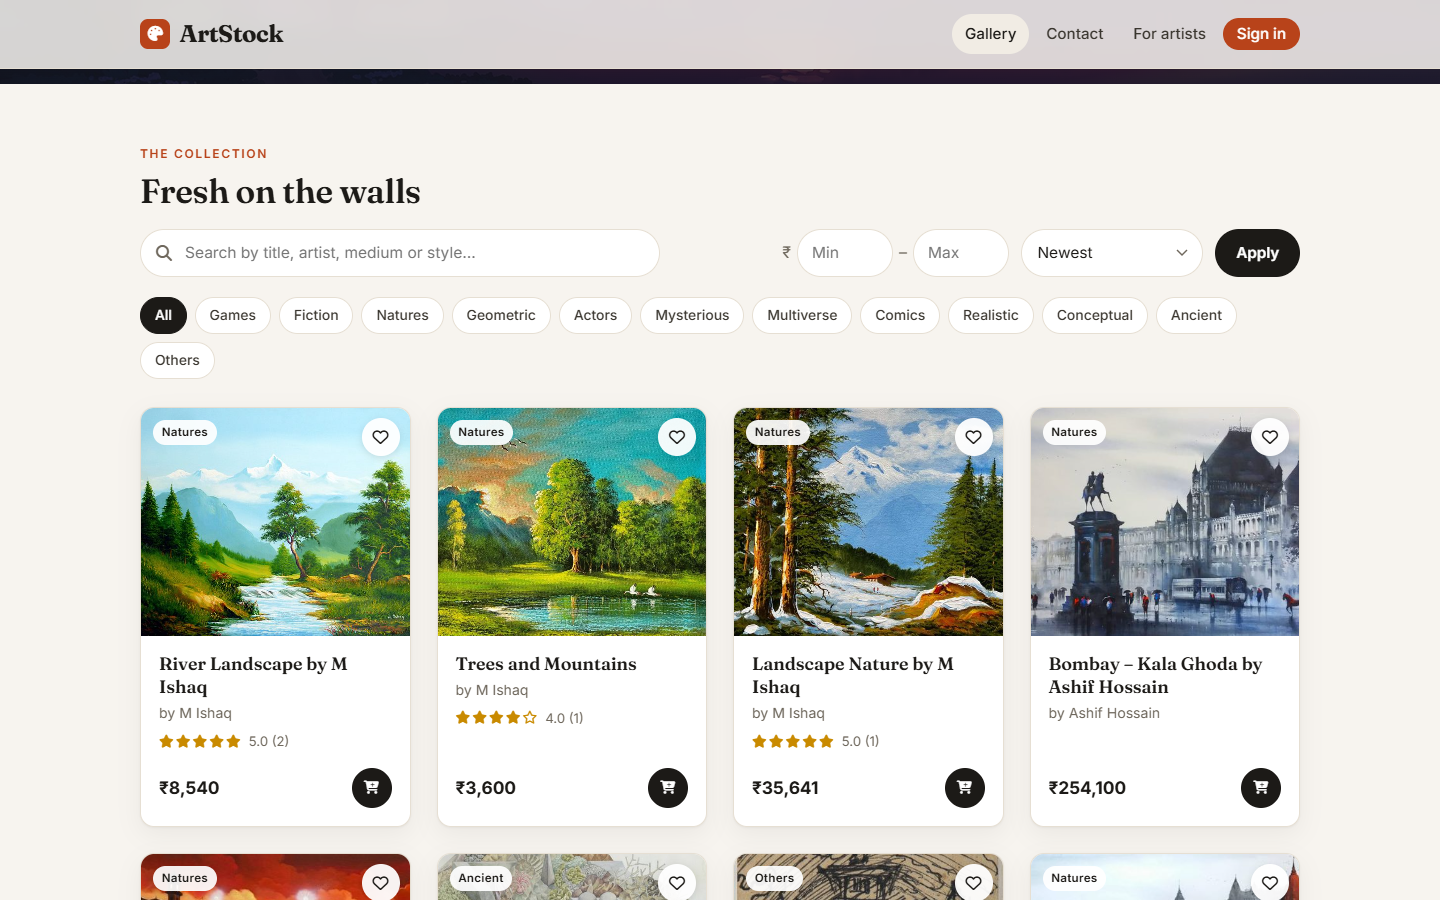 ArtStock
Gallery
Contact
For artists
Sign in
THE COLLECTION
Fresh on the walls
Search by title, artist, medium or style...
₹
Min
–
Max
Newest
Apply
All
Games
Fiction
Natures
Geometric
Actors
Mysterious
Multiverse
Comics
Realistic
Conceptual
Ancient
Others
Natures
River Landscape by M
Ishaq
by M Ishaq
5.0 (2)
₹8,540
Natures
Trees and Mountains
by M Ishaq
4.0 (1)
₹3,600
Natures
Landscape Nature by M
Ishaq
by M Ishaq
5.0 (1)
₹35,641
Natures
Bombay – Kala Ghoda by
Ashif Hossain
by Ashif Hossain
₹254,100
Natures
Ancient
Others
Natures